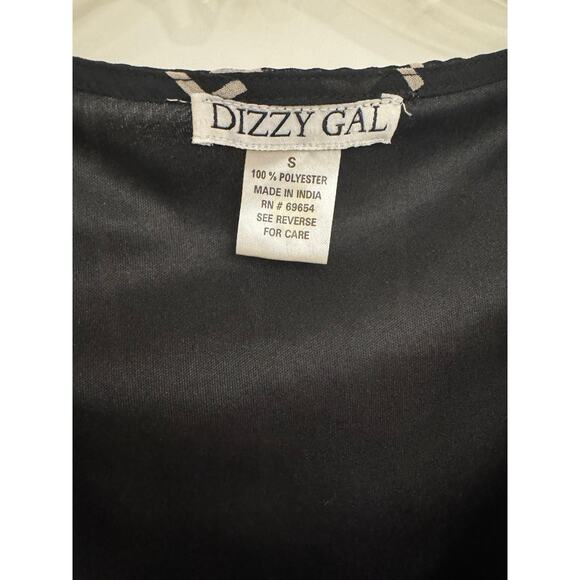 DIZZY GAL
S
100 % POLYESTER
MADE IN INDIA
RN # 69654
SEE REVERSE
FOR CARE